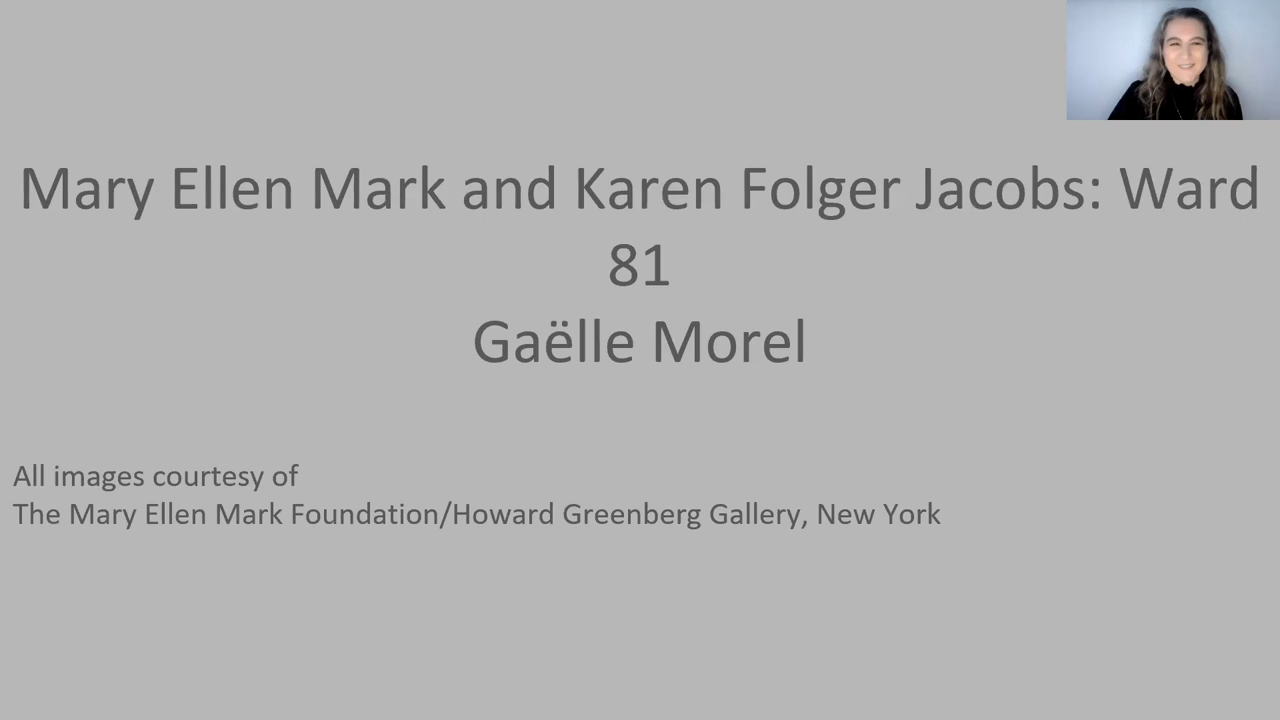 Mary Ellen Mark and Karen Folger Jacobs: Ward
81
Gaëlle Morel
All images courtesy of
The Mary Ellen Mark Foundation/Howard Greenberg Gallery, New York